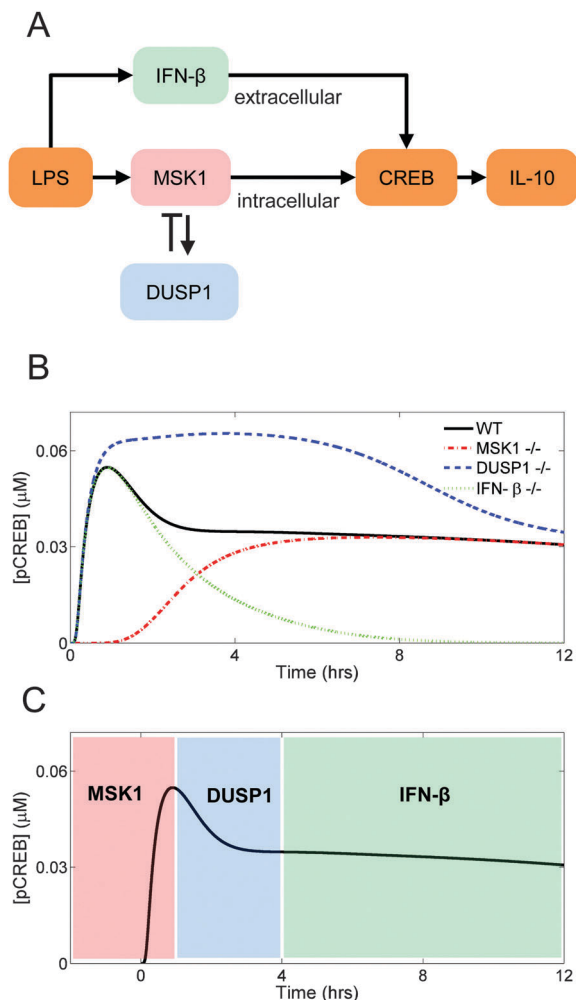 A
IFN-β
extracellular
LPS
MSK1
CREB
IL-10
intracellular
DUSP1
B
[pCREB] (μM)
0.06
0.03
0
WT
MSK1 -/-
DUSP1 -/-
IFN- β -/-
0 4 8 12
Time (hrs)
C
[pCREB] (μM)
0.06
0.03
0
MSK1 DUSP1 IFN-β
0 4 8 12
Time (hrs)